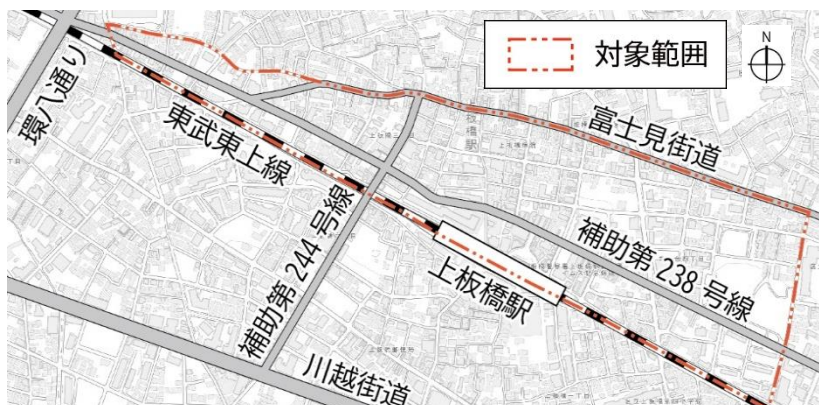 対象範囲
N
環八通り
東武東上線
富士見街道
補助第244号線
補助第238号線
上板橋駅
川越街道